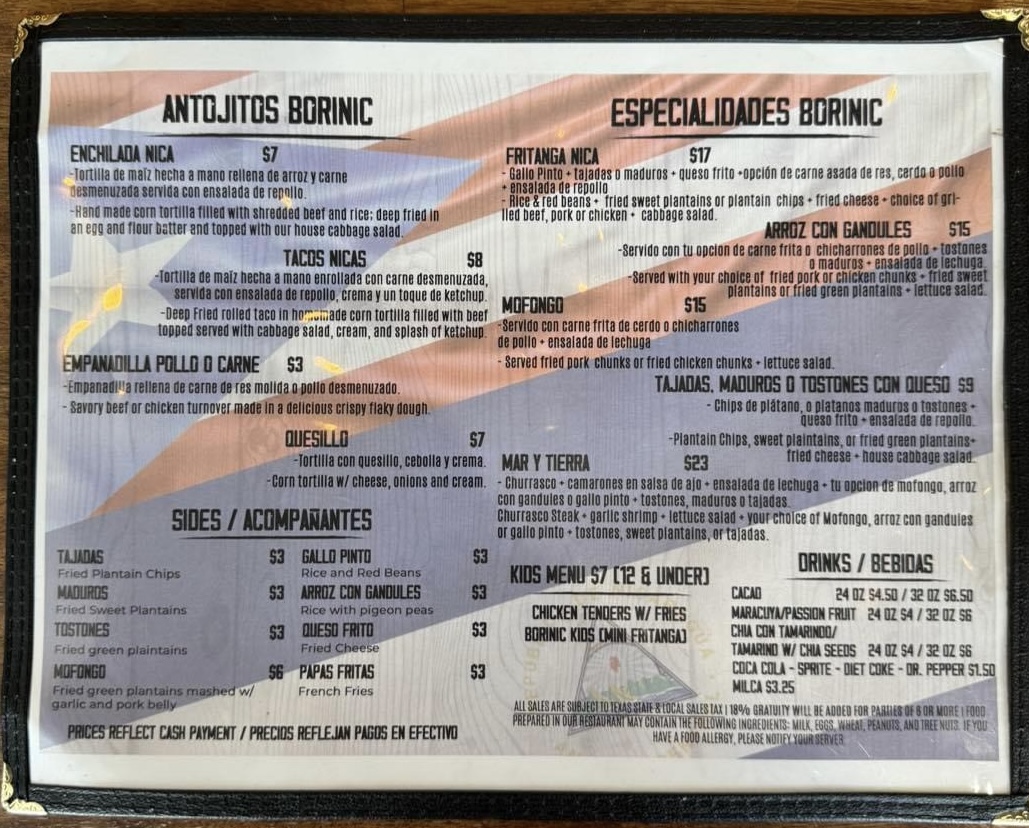 ANTOJITOS BORINIC
ENCHILADA NICA $7
-Tortilla de maíz hecha a mano rellena de arroz y carne
desmenuzada servida con ensalada de repollo.
-Hand made corn tortilla filled with shredded beef and rice; deep fried in
an egg and flour batter and topped with our house cabbage salad.
TACOS NICAS $8
-Tortilla de maíz hecha a mano enrollada con carne desmenuzada,
servida con ensalada de repollo, crema y un toque de ketchup.
-Deep Fried rolled taco in homemade corn tortilla filled with beef
topped served with cabbage salad, cream, and splash of ketchup.
EMPANADILLA POLLO O CARNE $3
-Empanadilla rellena de carne de res molida o pollo desmenuzado.
- Savory beef or chicken turnover made in a delicious crispy flaky dough.
QUESILLO $7
-Tortilla con quesillo, cebolla y crema.
-Corn tortilla w/ cheese, onions and cream.
SIDES / ACOMPAÑANTES
TAJADAS $3
Fried Plantain Chips
MADUROS $3
Fried Sweet Plantains
TOSTONES $3
Fried green plaintains
MOFONGO $6
Fried green plantains mashed w/
garlic and pork belly
GALLO PINTO $3
Rice and Red Beans
ARROZ CON GANDULES $3
Rice with pigeon peas
QUESO FRITO $3
Fried Cheese
PAPAS FRITAS $3
French Fries
PRICES REFLECT CASH PAYMENT / PRECIOS REFLEJAN PAGOS EN EFECTIVO
ESPECIALIDADES BORINIC
FRITANGA NICA $17
- Gallo Pinto + tajadas o maduros + queso frito +opción de carne asada de res, cerdo o pollo
+ ensalada de repollo
- Rice & red beans + fried sweet plantains or plantain chips + fried cheese + choice of gri-
lled beef, pork or chicken + cabbage salad.
ARROZ CON GANDULES $15
-Servido con tu opcion de carne frita o chicharrones de pollo + tostones
o maduros + ensalada de lechuga.
-Served with your choice of fried pork or chicken chunks + fried sweet
plantains or fried green plantains + lettuce salad.
MOFONGO $15
-Servido con carne frita de cerdo o chicharrones
de pollo + ensalada de lechuga
- Served fried pork chunks or fried chicken chunks + lettuce salad.
TAJADAS, MADUROS O TOSTONES CON QUESO $9
- Chips de plátano, o platanos maduros o tostones +
queso frito + ensalada de repollo.
-Plantain Chips, sweet plaintains, or fried green plantains+
fried cheese + house cabbage salad.
MAR Y TIERRA $23
- Churrasco + camarones en salsa de ajo + ensalada de lechuga + tu opcion de mofongo, arroz
con gandules o gallo pinto + tostones, maduros o tajadas.
Churrasco Steak + garlic shrimp + lettuce salad + your choice of Mofongo, arroz con gandules
or gallo pinto + tostones, sweet plantains, or tajadas.
KIDS MENU $7 (12 & UNDER)
CHICKEN TENDERS W/ FRIES
BORINIC KIDS (MINI FRITANGA)
DRINKS / BEBIDAS
CACAO 24 OZ $4.50 / 32 OZ $6.50
MARACUYA/PASSION FRUIT 24 OZ $4 / 32 OZ $6
CHIA CON TAMARINDO/
TAMARIND W/ CHIA SEEDS 24 OZ $4 / 32 OZ $6
COCA COLA - SPRITE - DIET COKE - DR. PEPPER $1.50
MILCA $3.25
ALL SALES ARE SUBJECT TO TEXAS STATE & LOCAL SALES TAX | 18% GRATUITY WILL BE ADDED FOR PARTIES OF 6 OR MORE | FOOD
PREPARED IN OUR RESTAURANT MAY CONTAIN THE FOLLOWING INGREDIENTS: MILK, EGGS, WHEAT, PEANUTS, AND TREE NUTS. IF YOU
HAVE A FOOD ALLERGY, PLEASE NOTIFY YOUR SERVER